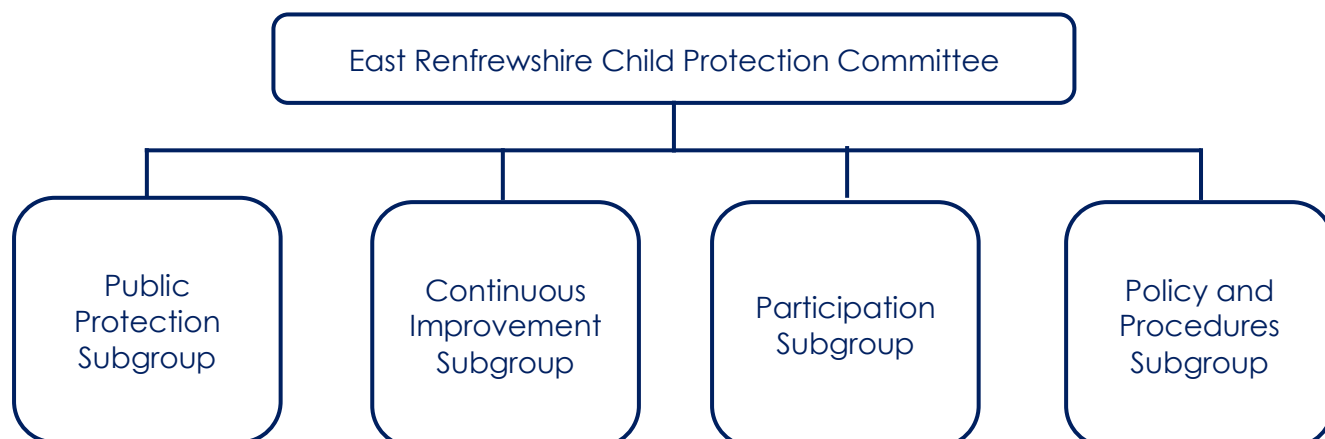 East Renfrewshire Child Protection Committee
Public
Protection
Subgroup
Continuous
Improvement
Subgroup
Participation
Subgroup
Policy and
Procedures
Subgroup